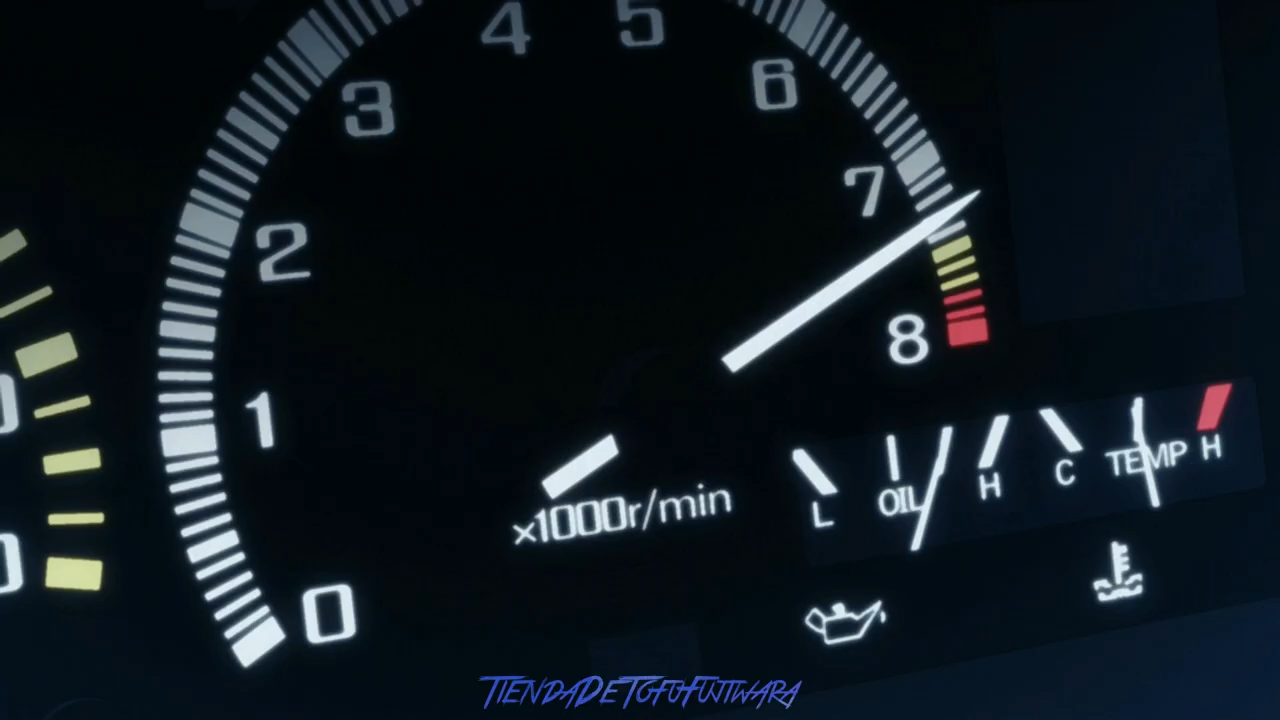 4 5
3 6
7
2
8
1
×1000r/min
L OIL H C TEMP H
0
TIENDADETOFUFUJIWARA